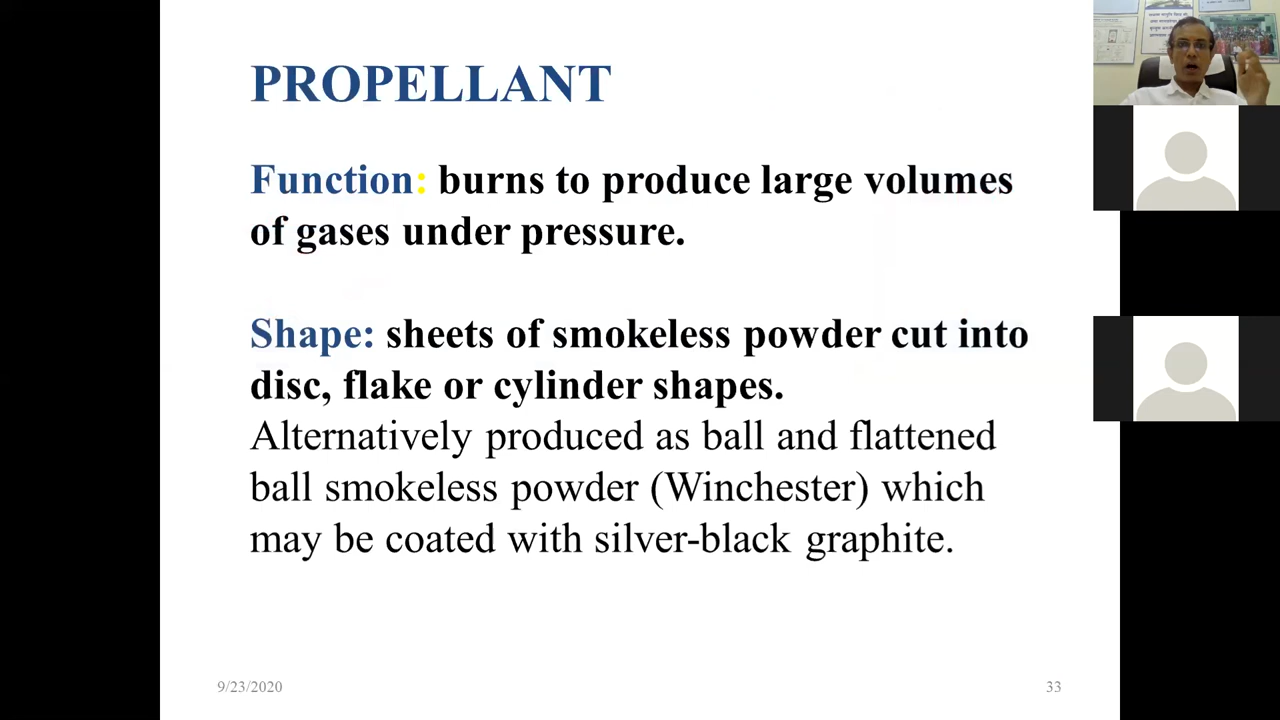 PROPELLANT
Function: burns to produce large volumes
of gases under pressure.
Shape: sheets of smokeless powder cut into
disc, flake or cylinder shapes.
Alternatively produced as ball and flattened
ball smokeless powder (Winchester) which
may be coated with silver-black graphite.
9/23/2020
33